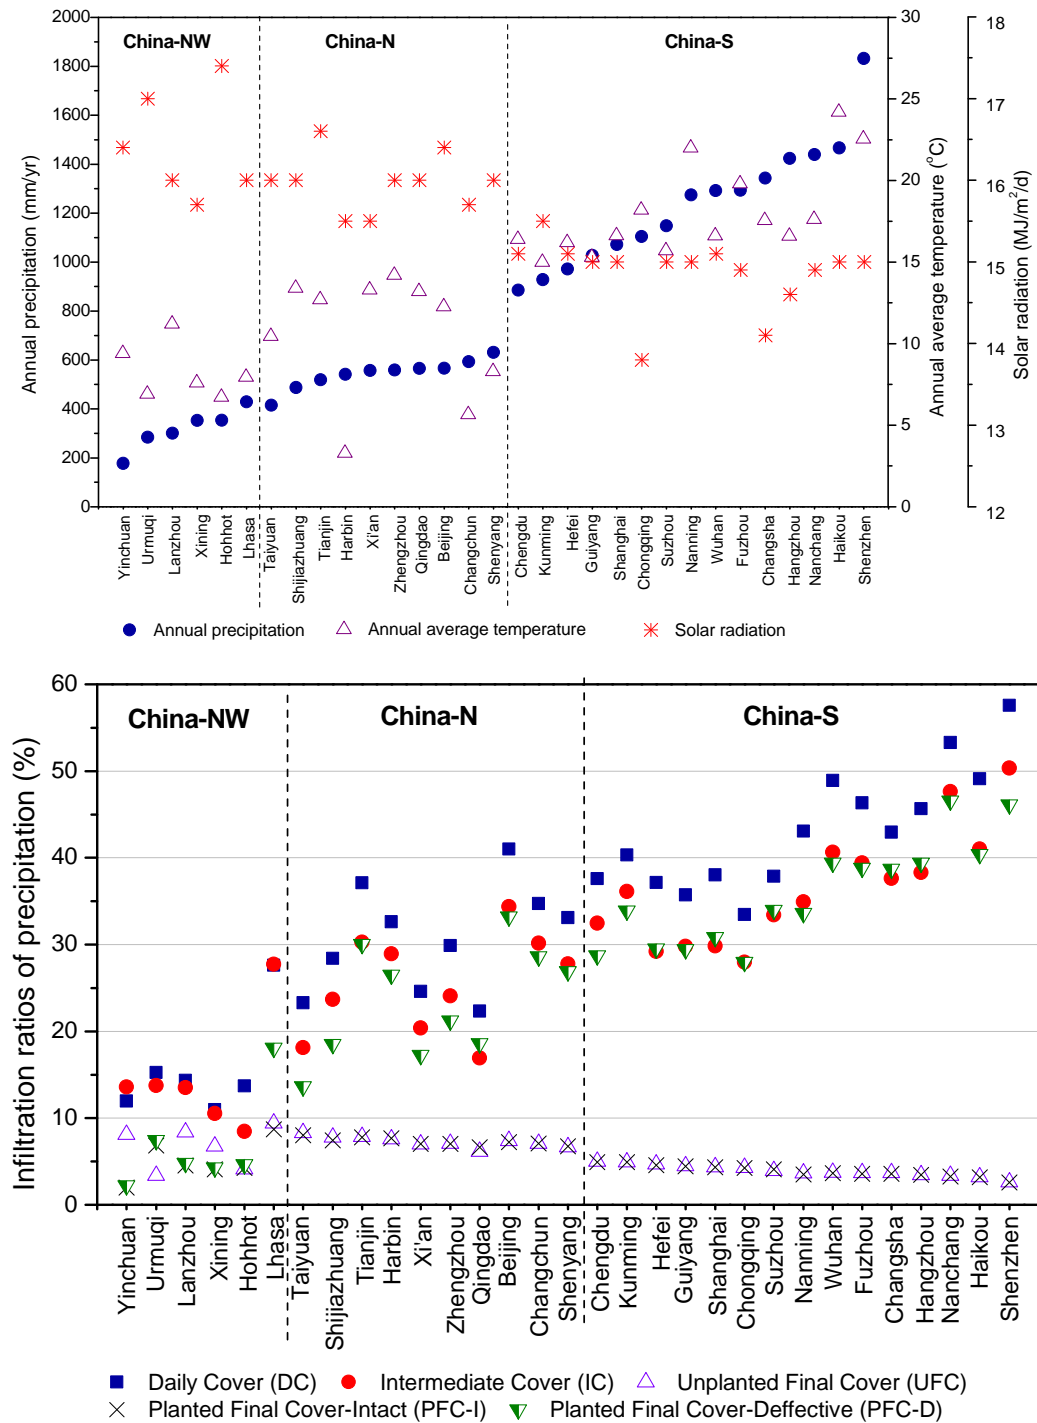 China-NW
China-N
China-S
Annual precipitation (mm/yr)
2000
1800
1600
1400
1200
1000
800
600
400
200
0
30
25
20
15
10
5
0
Annual average temperature (°C)
18
17
16
15
14
13
12
Solar radiation (MJ/m²/d)
Yinchuan
Urmuqi
Lanzhou
Xining
Hohhot
Lhasa
Taiyuan
Shijiazhuang
Tianjin
Harbin
Xi'an
Zhengzhou
Qingdao
Beijing
Changchun
Shenyang
Chengdu
Kunming
Hefei
Guiyang
Shanghai
Chongqing
Suzhou
Nanning
Wuhan
Fuzhou
Changsha
Hangzhou
Nanchang
Haikou
Shenzhen
Annual precipitation
Annual average temperature
Solar radiation
China-NW
China-N
China-S
Infiltration ratios of precipitation (%)
60
50
40
30
20
10
0
Yinchuan
Urmuqi
Lanzhou
Xining
Hohhot
Lhasa
Taiyuan
Shijiazhuang
Tianjin
Harbin
Xi'an
Zhengzhou
Qingdao
Beijing
Changchun
Shenyang
Chengdu
Kunming
Hefei
Guiyang
Shanghai
Chongqing
Suzhou
Nanning
Wuhan
Fuzhou
Changsha
Hangzhou
Nanchang
Haikou
Shenzhen
Daily Cover (DC)
Intermediate Cover (IC)
Unplanted Final Cover (UFC)
Planted Final Cover-Intact (PFC-I)
Planted Final Cover-Deffective (PFC-D)